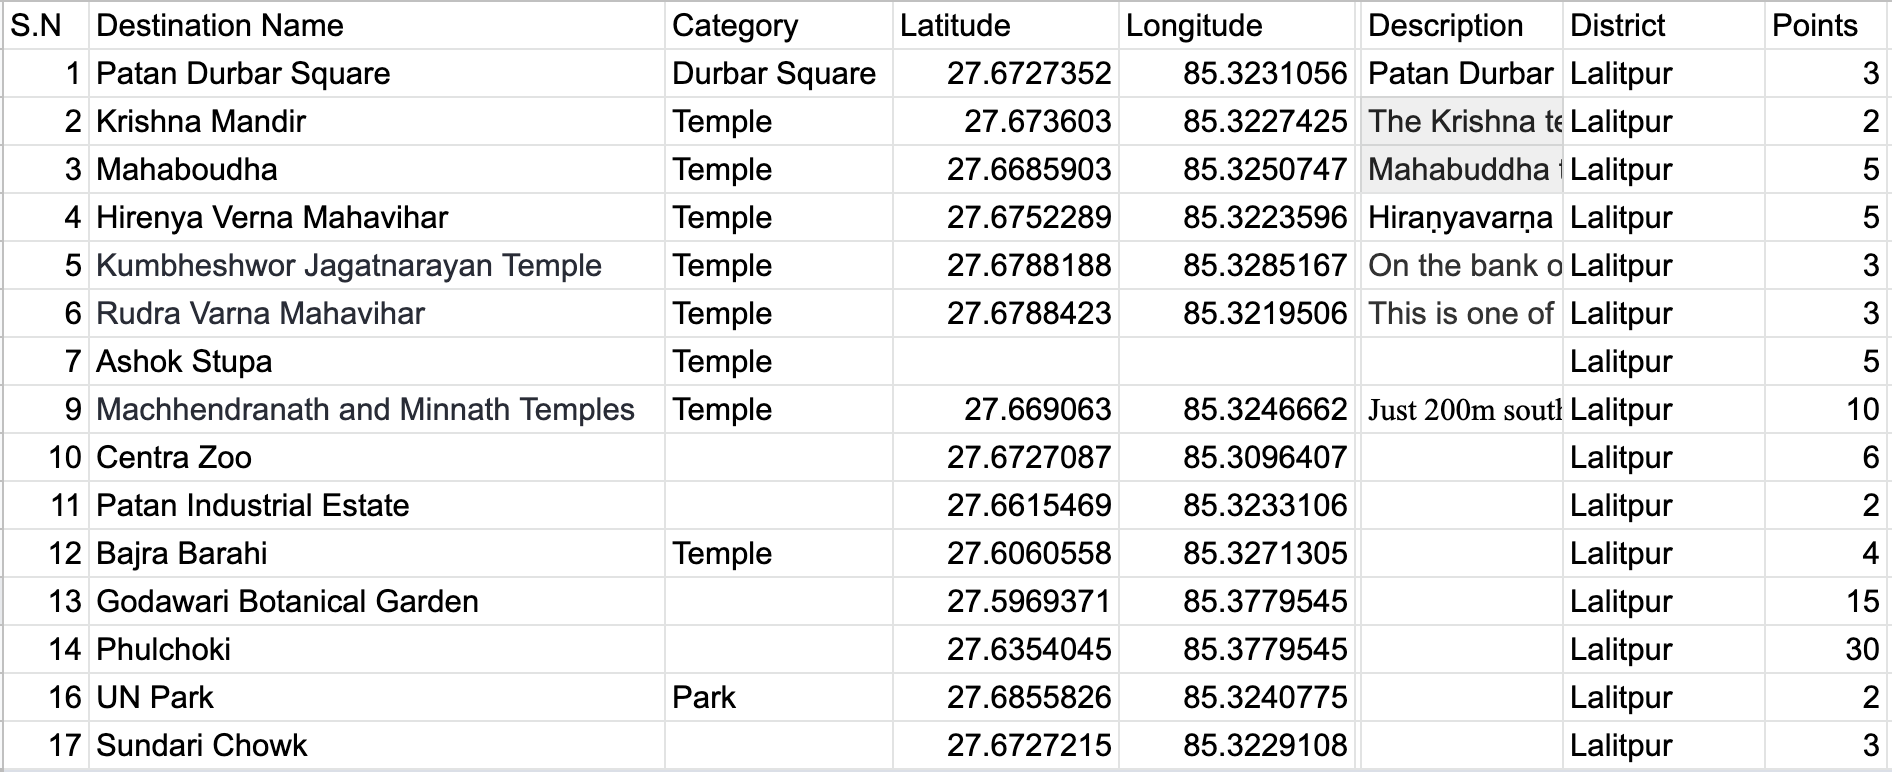 S.N Destination Name Category Latitude Longitude Description District Points
1 Patan Durbar Square Durbar Square 27.6727352 85.3231056 Patan Durbar Lalitpur 3
2 Krishna Mandir Temple 27.673603 85.3227425 The Krishna Lalitpur 2
3 Mahaboudha Temple 27.6685903 85.3250747 Mahabuddha Lalitpur 5
4 Hirenya Verna Mahavihar Temple 27.6752289 85.3223596 Hiraṇyavarṇa Lalitpur 5
5 Kumbheshwor Jagatnarayan Temple Temple 27.6788188 85.3285167 On the bank Lalitpur 3
6 Rudra Varna Mahavihar Temple 27.6788423 85.3219506 This is one of Lalitpur 3
7 Ashok Stupa Temple Lalitpur 5
9 Machhendranath and Minnath Temples Temple 27.669063 85.3246662 Just 200m Lalitpur 10
10 Centra Zoo 27.6727087 85.3096407 Lalitpur 6
11 Patan Industrial Estate 27.6615469 85.3233106 Lalitpur 2
12 Bajra Barahi Temple 27.6060558 85.3271305 Lalitpur 4
13 Godawari Botanical Garden 27.5969371 85.3779545 Lalitpur 15
14 Phulchoki 27.6354045 85.3779545 Lalitpur 30
16 UN Park Park 27.6855826 85.3240775 Lalitpur 2
17 Sundari Chowk 27.6727215 85.3229108 Lalitpur 3